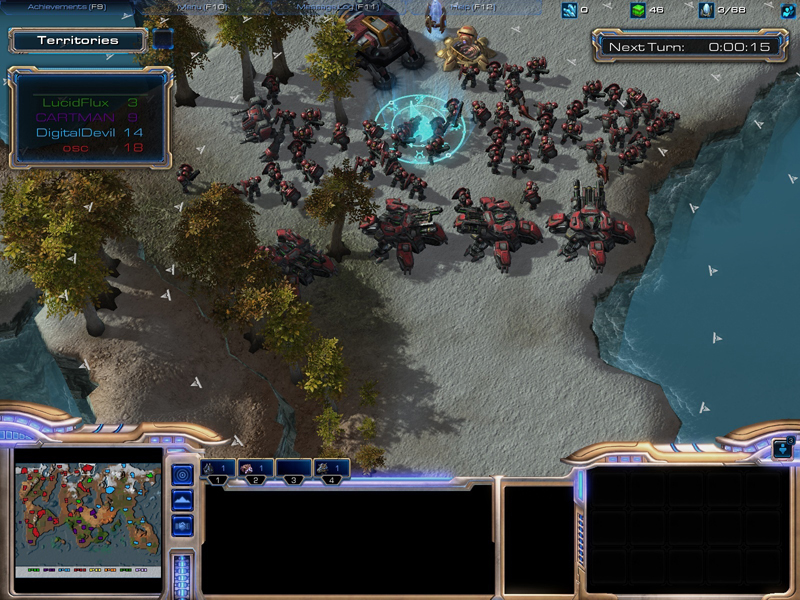 Achievements (F9)
Menu (F10)
Message Log (F11)
Help (F12)
0
46
3/68
Territories
Next Turn: 0:00:15
LucidFlux 3
CARTMAN 9
DigitalDevil 14
osc 18
1 1 1
1 2 3 4